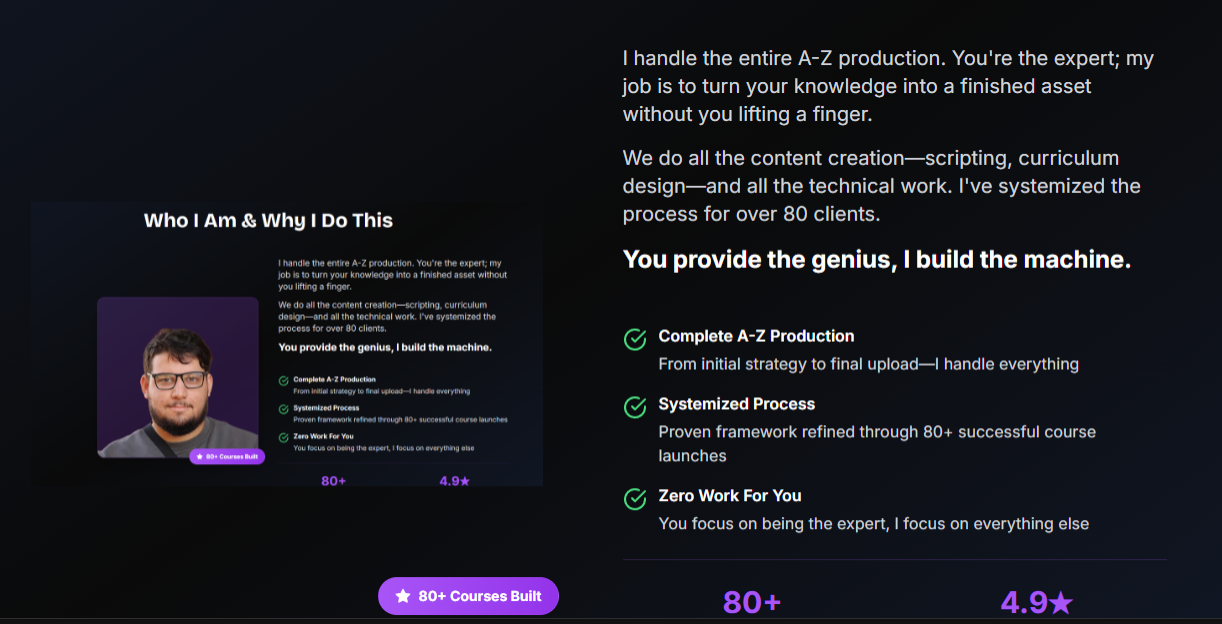 Who I Am & Why I Do This
I handle the entire A-Z production. You're the expert; my
job is to turn your knowledge into a finished asset without
you lifting a finger.
We do all the content creation—scripting, curriculum
design—and all the technical work. I've systemized the
process for over 80 clients.
You provide the genius, I build the machine.
Complete A-Z Production
From initial strategy to final upload—I handle everything
Systemized Process
Proven framework refined through 80+ successful course launches
Zero Work For You
You focus on being the expert, I focus on everything else
★ 80+ Courses Built
80+ 4.9★
★ 80+ Courses Built
I handle the entire A-Z production. You're the expert; my
job is to turn your knowledge into a finished asset
without you lifting a finger.
We do all the content creation—scripting, curriculum
design—and all the technical work. I've systemized the
process for over 80 clients.
You provide the genius, I build the machine.
Complete A-Z Production
From initial strategy to final upload—I handle everything
Systemized Process
Proven framework refined through 80+ successful course
launches
Zero Work For You
You focus on being the expert, I focus on everything else
80+ 4.9★